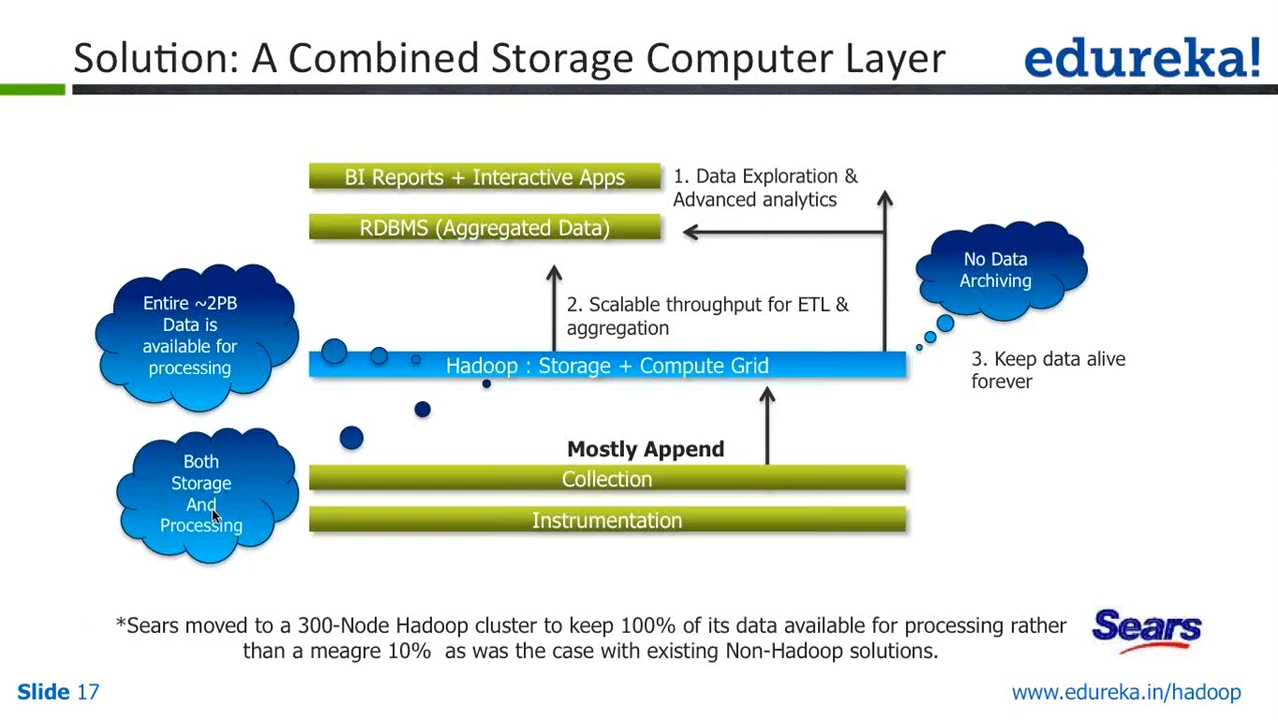 Solution: A Combined Storage Computer Layer
edureka!
BI Reports + Interactive Apps
1. Data Exploration &
Advanced analytics
RDBMS (Aggregated Data)
No Data
Archiving
Entire ~2PB
Data is
available for
processing
2. Scalable throughput for ETL &
aggregation
Hadoop : Storage + Compute Grid
3. Keep data alive
forever
Mostly Append
Both
Storage
And
Processing
Collection
Instrumentation
*Sears moved to a 300-Node Hadoop cluster to keep 100% of its data available for processing rather
than a meagre 10% as was the case with existing Non-Hadoop solutions.
Sears
Slide 17
www.edureka.in/hadoop